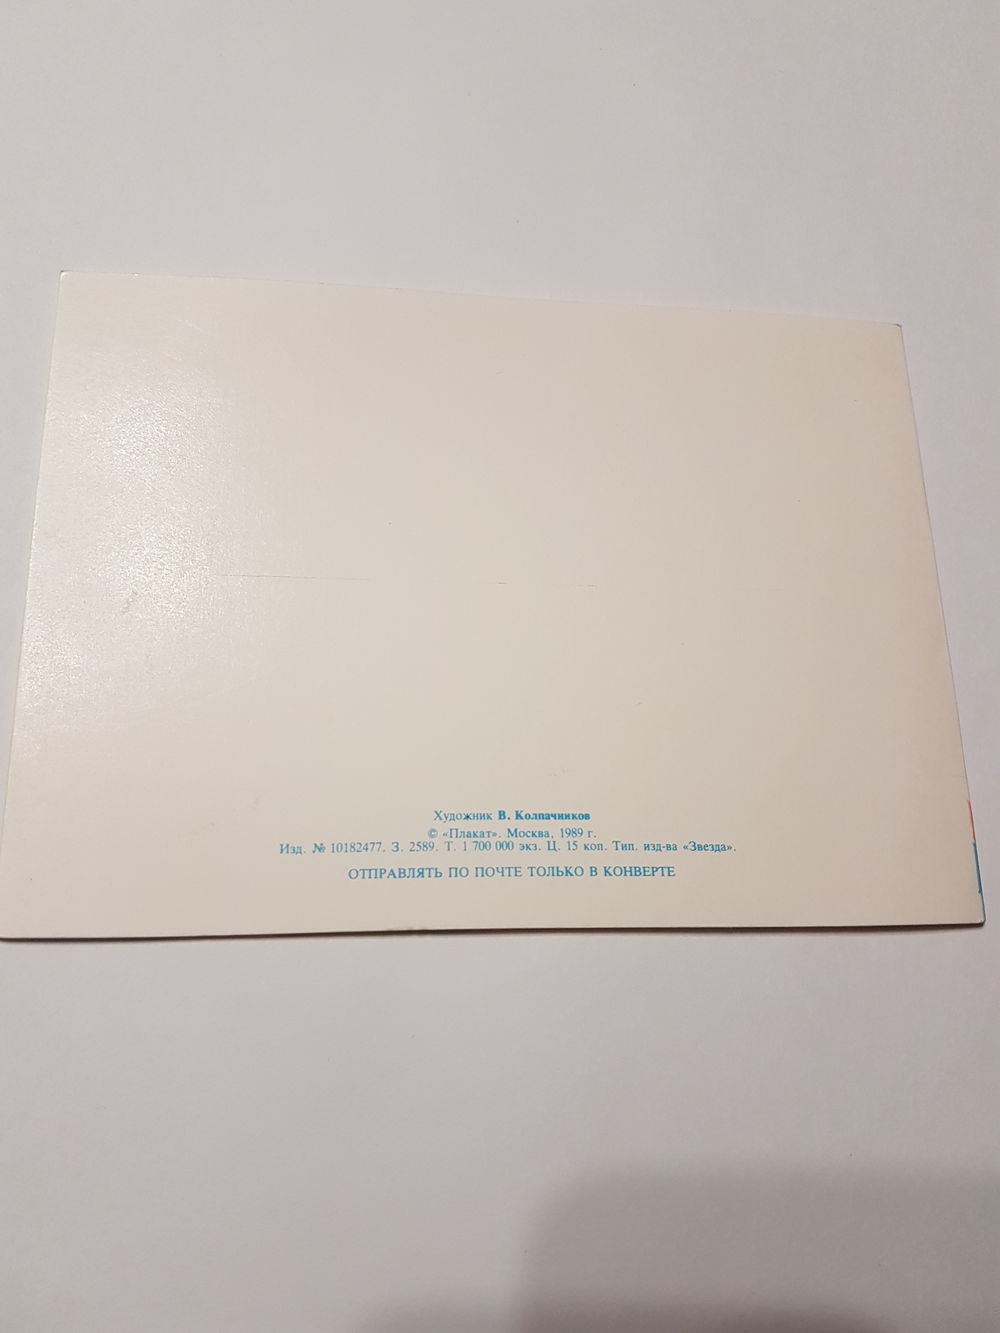 Художник В. Колпачников
© «Плакат». Москва, 1989 г.
Изд. № 10182477. З. 2589. Т. 1 700 000 экз. Ц. 15 коп. Тип. изд-ва «Звезда».
ОТПРАВЛЯТЬ ПО ПОЧТЕ ТОЛЬКО В КОНВЕРТЕ